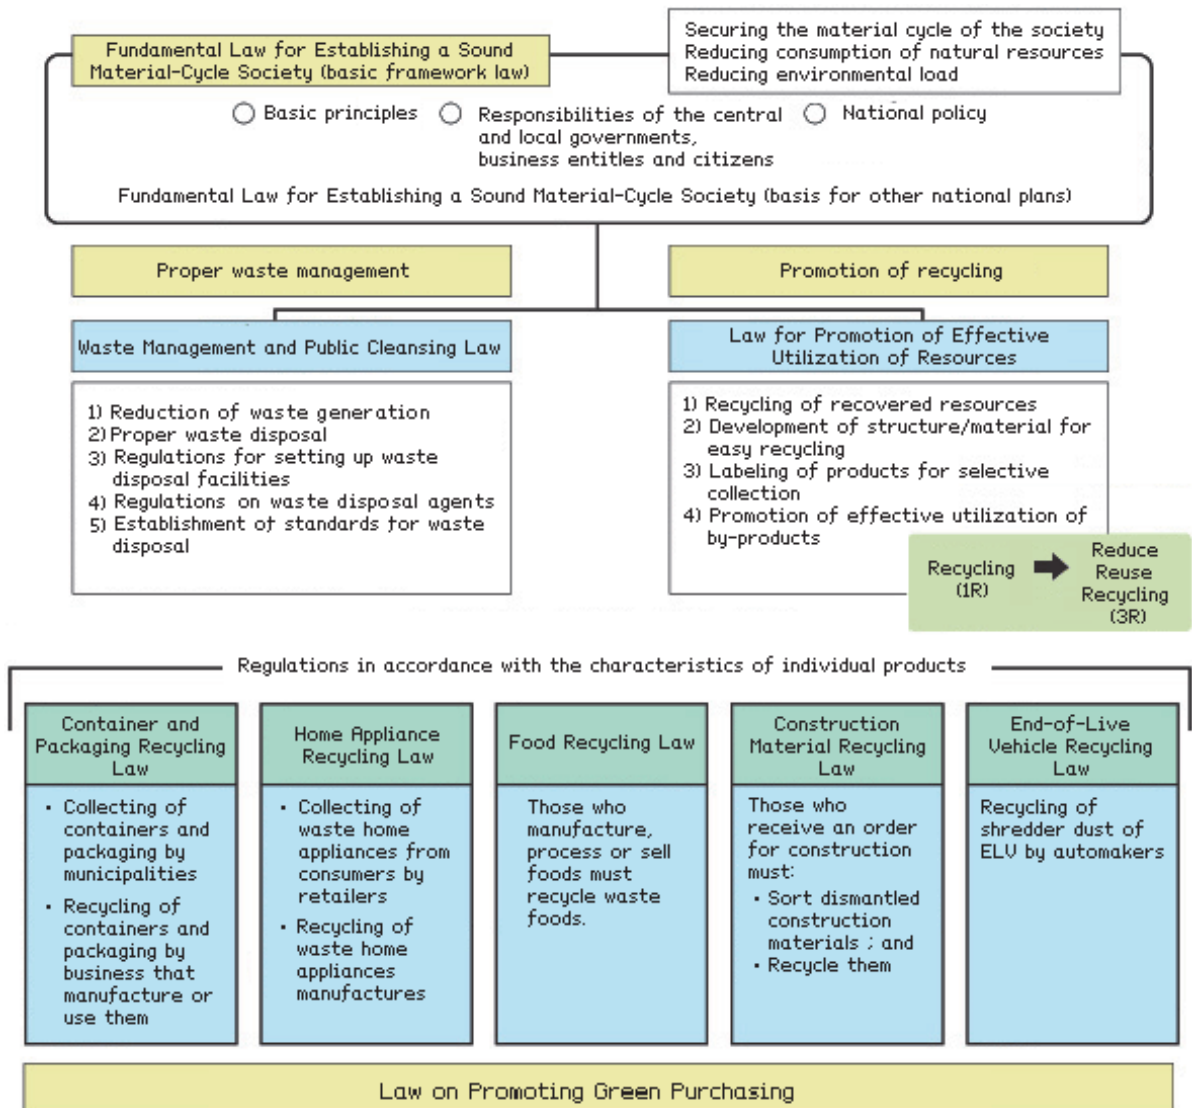 Fundamental Law for Establishing a Sound
Material-Cycle Society (basic framework law)
Securing the material cycle of the society
Reducing consumption of natural resources
Reducing environmental load
Basic principles
Responsibilities of the central
and local governments,
business entitles and citizens
National policy
Fundamental Law for Establishing a Sound Material-Cycle Society (basis for other national plans)
Proper waste management
Waste Management and Public Cleansing Law
1) Reduction of waste generation
2) Proper waste disposal
3) Regulations for setting up waste
disposal facilities
4) Regulations on waste disposal agents
5) Establishment of standards for waste
disposal
Promotion of recycling
Law for Promotion of Effective
Utilization of Resources
1) Recycling of recovered resources
2) Development of structure/material for
easy recycling
3) Labeling of products for selective
collection
4) Promotion of effective utilization of
by-products
Recycling
(1R)
Reduce
Reuse
Recycling
(3R)
Regulations in accordance with the characteristics of individual products
Container and
Packaging Recycling
Law
• Collecting of
containers and
packaging by
municipalities
• Recycling of
containers and
packaging by
business that
manufacture or
use them
Home Appliance
Recycling Law
• Collecting of
waste home
appliances from
consumers by
retailers
• Recycling of
waste home
appliances
manufactures
Food Recycling Law
Those who
manufacture,
process or sell
foods must
recycle waste
foods.
Construction
Material Recycling
Law
Those who
receive an order
for construction
must:
• Sort dismantled
construction
materials ; and
• Recycle them
End-of-Live
Vehicle Recycling
Law
Recycling of
shredder dust of
ELV by automakers
Law on Promoting Green Purchasing